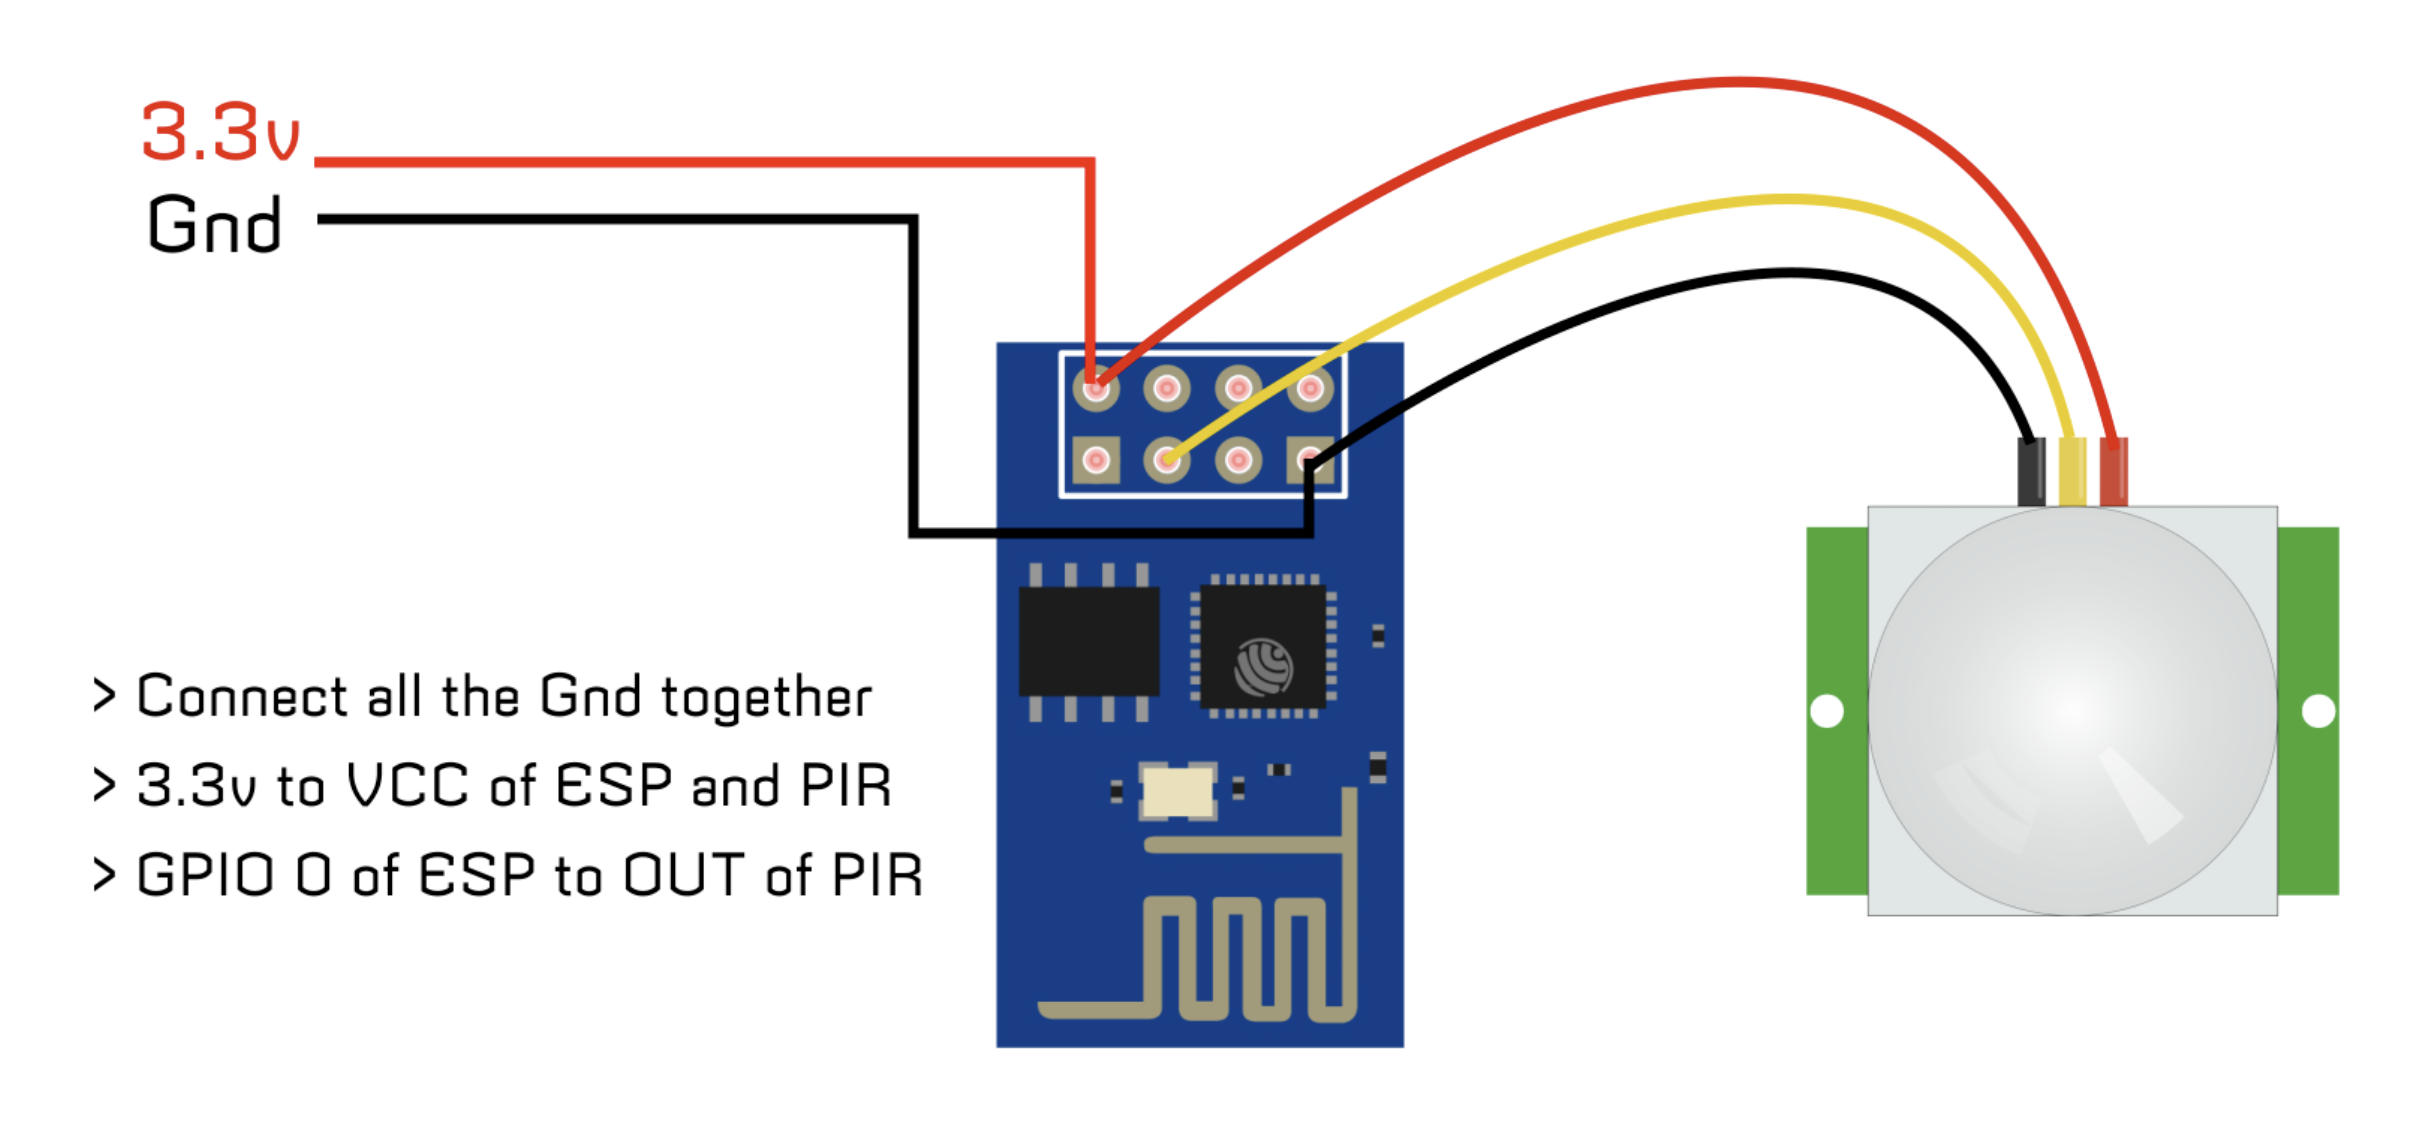 3.3v
Gnd
> Connect all the Gnd together
> 3.3v to VCC of ESP and PIR
> GPIO 0 of ESP to OUT of PIR